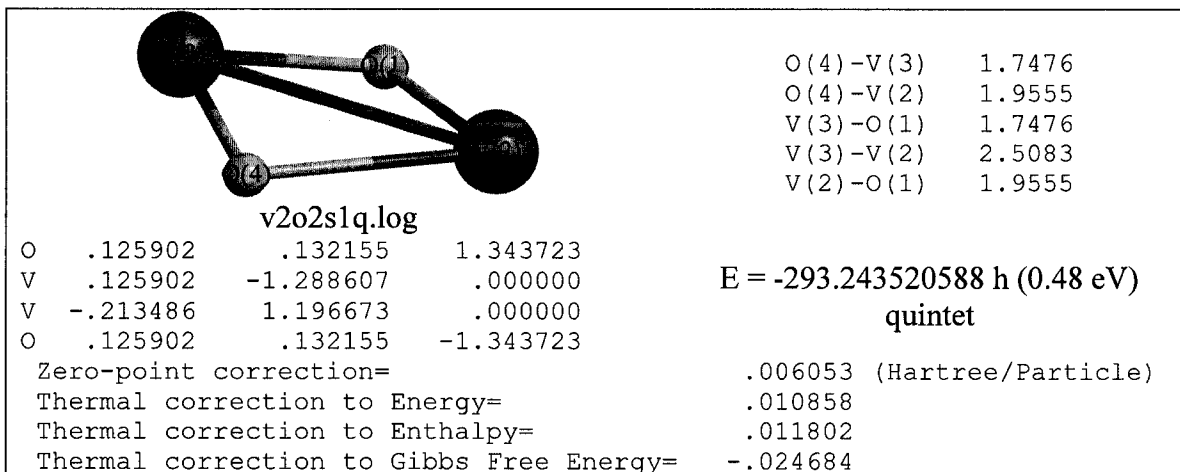 O(1
O(4
O(4)-V(3) 1.7476
O(4)-V(2) 1.9555
V(3)-O(1) 1.7476
V(3)-V(2) 2.5083
V(2)-O(1) 1.9555
v2o2s1q.log
O .125902 .132155 1.343723
V .125902 -1.288607 .000000
V -.213486 1.196673 .000000
O .125902 .132155 -1.343723
E = -293.243520588 h (0.48 eV)
quintet
Zero-point correction= .006053 (Hartree/Particle)
Thermal correction to Energy= .010858
Thermal correction to Enthalpy= .011802
Thermal correction to Gibbs Free Energy= -.024684